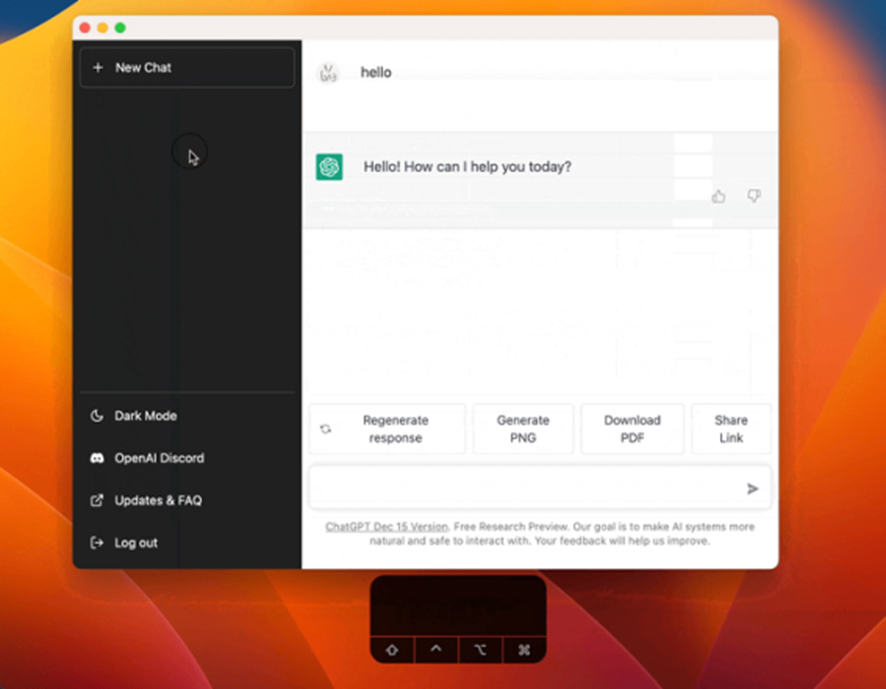 New Chat
hello
Hello! How can I help you today?
Dark Mode
OpenAI Discord
Updates & FAQ
Log out
Regenerate
response
Generate
PNG
Download
PDF
Share
Link
ChatGPT Dec 15 Version. Free Research Preview. Our goal is to make AI systems more
natural and safe to interact with. Your feedback will help us improve.